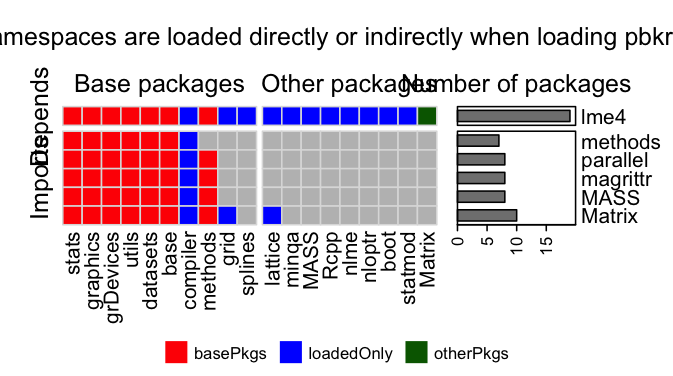 amespaces are loaded directly or indirectly when loading pbkr
Base packages
Other packages
Number of packages
Depends
Imports
lme4
methods
parallel
magrittr
MASS
Matrix
0 5 10 15
stats
graphics
grDevices
utils
datasets
base
compiler
methods
grid
splines
lattice
minqa
MASS
Rcpp
nlme
nloptr
boot
statmod
Matrix
basePkgs loadedOnly otherPkgs